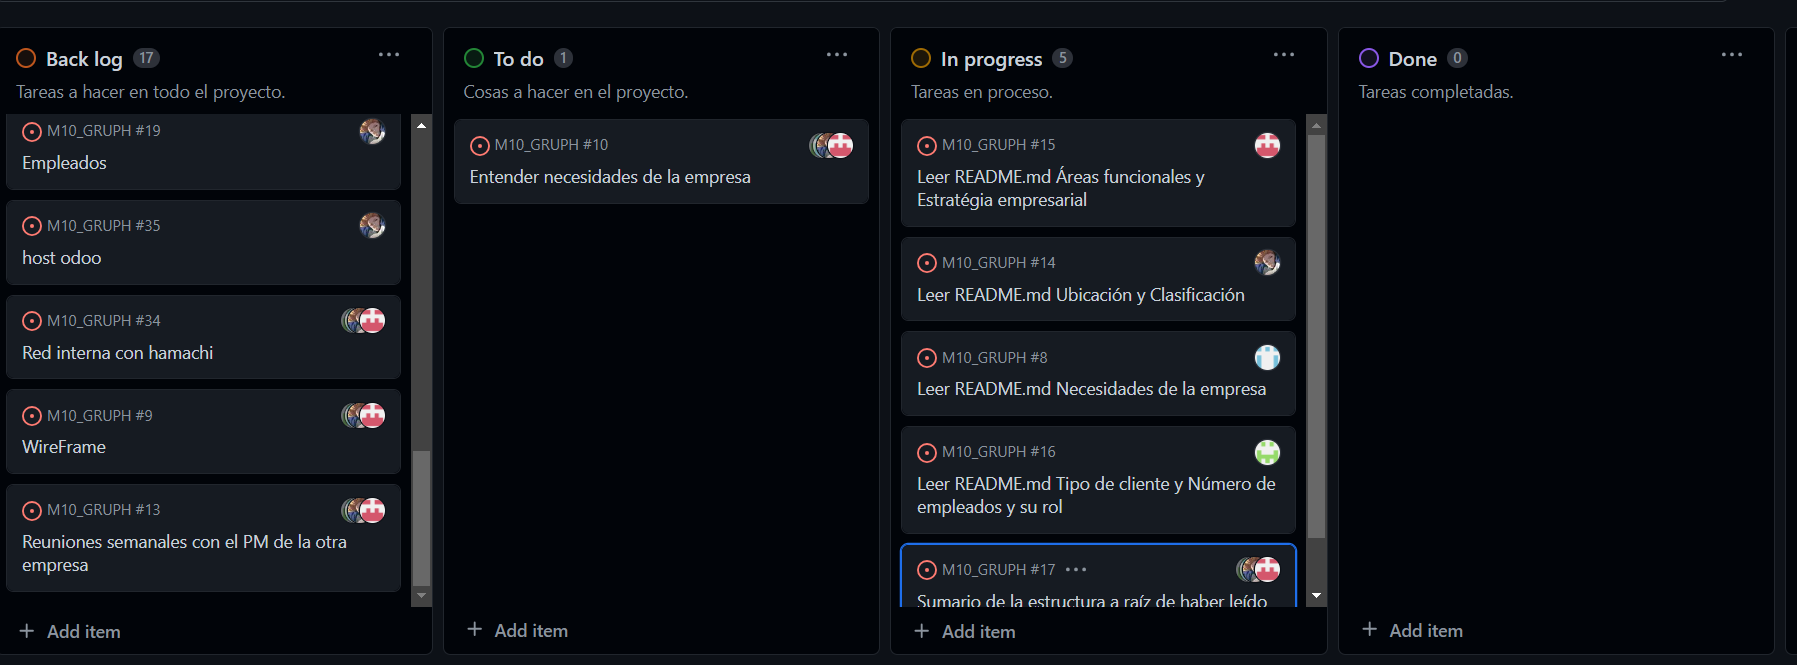 Back log 17
Tareas a hacer en todo el proyecto.
M10_GRUPH #19
Empleados
M10_GRUPH #35
host odoo
M10_GRUPH #34
Red interna con hamachi
M10_GRUPH #9
WireFrame
M10_GRUPH #13
Reuniones semanales con el PM de la otra
empresa
+ Add item
To do 1
Cosas a hacer en el proyecto.
M10_GRUPH #10
Entender necesidades de la empresa
+ Add item
In progress 5
Tareas en proceso.
M10_GRUPH #15
Leer README.md Áreas funcionales y
Estratégia empresarial
M10_GRUPH #14
Leer README.md Ubicación y Clasificación
M10_GRUPH #8
Leer README.md Necesidades de la empresa
M10_GRUPH #16
Leer README.md Tipo de cliente y Número de
empleados y su rol
M10_GRUPH #17
Sumario de la estructura a raíz de haber leído
+ Add item
Done 0
Tareas completadas.
+ Add item